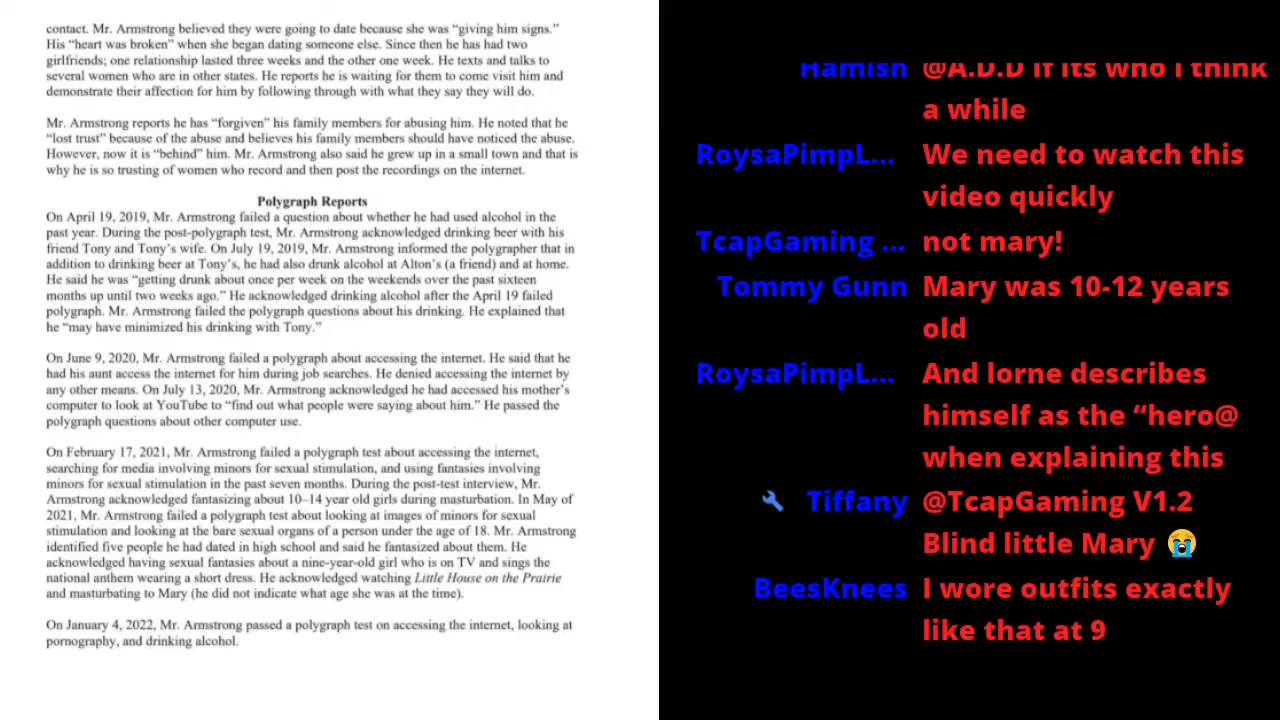 contact. Mr. Armstrong believed they were going to date because she was “giving him signs.”
His “heart was broken” when she began dating someone else. Since then he has had two
girlfriends; one relationship lasted three weeks and the other one week. He texts and talks to
several women who are in other states. He reports he is waiting for them to come visit him and
demonstrate their affection for him by following through with what they say they will do.
Mr. Armstrong reports he has “forgiven” his family members for abusing him. He noted that he
“lost trust” because of the abuse and believes his family members should have noticed the abuse.
However, now it is “behind” him. Mr. Armstrong also said he grew up in a small town and that is
why he is so trusting of women who record and then post the recordings on the internet.
Polygraph Reports
On April 19, 2019, Mr. Armstrong failed a question about whether he had used alcohol in the
past year. During the post-polygraph test, Mr. Armstrong acknowledged drinking beer with his
friend Tony and Tony’s wife. On July 19, 2019, Mr. Armstrong informed the polygrapher that in
addition to drinking beer at Tony’s, he had also drunk alcohol at Alton’s (a friend) and at home.
He said he was “getting drunk about once per week on the weekends over the past sixteen
months up until two weeks ago.” He acknowledged drinking alcohol after the April 19 failed
polygraph. Mr. Armstrong failed the polygraph questions about his drinking. He explained that
he “may have minimized his drinking with Tony.”
On June 9, 2020, Mr. Armstrong failed a polygraph about accessing the internet. He said that he
had his aunt access the internet for him during job searches. He denied accessing the internet by
any other means. On July 13, 2020, Mr. Armstrong acknowledged he had accessed his mother’s
computer to look at YouTube to “find out what people were saying about him.” He passed the
polygraph questions about other computer use.
On February 17, 2021, Mr. Armstrong failed a polygraph test about accessing the internet,
searching for media involving minors for sexual stimulation, and using fantasies involving
minors for sexual stimulation in the past seven months. During the post-test interview, Mr.
Armstrong acknowledged fantasizing about 10–14 year old girls during masturbation. In May of
2021, Mr. Armstrong failed a polygraph test about looking at images of minors for sexual
stimulation and looking at the bare sexual organs of a person under the age of 18. Mr. Armstrong
identified five people he had dated in high school and said he fantasized about them. He
acknowledged having sexual fantasies about a nine-year-old girl who is on TV and sings the
national anthem wearing a short dress. He acknowledged watching Little House on the Prairie
and masturbating to Mary (he did not indicate what age she was at the time).
On January 4, 2022, Mr. Armstrong passed a polygraph test on accessing the internet, looking at
pornography, and drinking alcohol.
Hamish @A.D.D if its who i think
a while
RoysaPimpL... We need to watch this
video quickly
TcapGaming ... not mary!
Tommy Gunn Mary was 10-12 years
old
RoysaPimpL... And lorne describes
himself as the “hero@
when explaining this
Tiffany @TcapGaming V1.2
Blind little Mary 😭
BeesKnees I wore outfits exactly
like that at 9